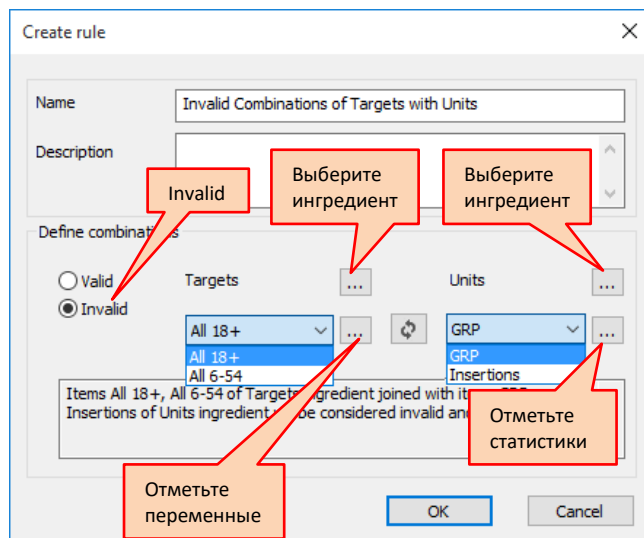 Create rule
Name
Invalid Combinations of Targets with Units
Description
Invalid
Выберите
ингредиент
Выберите
ингредиент
Define combinations
Valid
Targets
...
Units
...
Invalid
All 18+
...
GRP
...
All 18+
All 6-54
GRP
Insertions
Items All 18+, All 6-54 of Targets ingredient joined with
Insertions of Units ingredient be considered invalid and
Отметьте
статистики
Отметьте
переменные
OK
Cancel